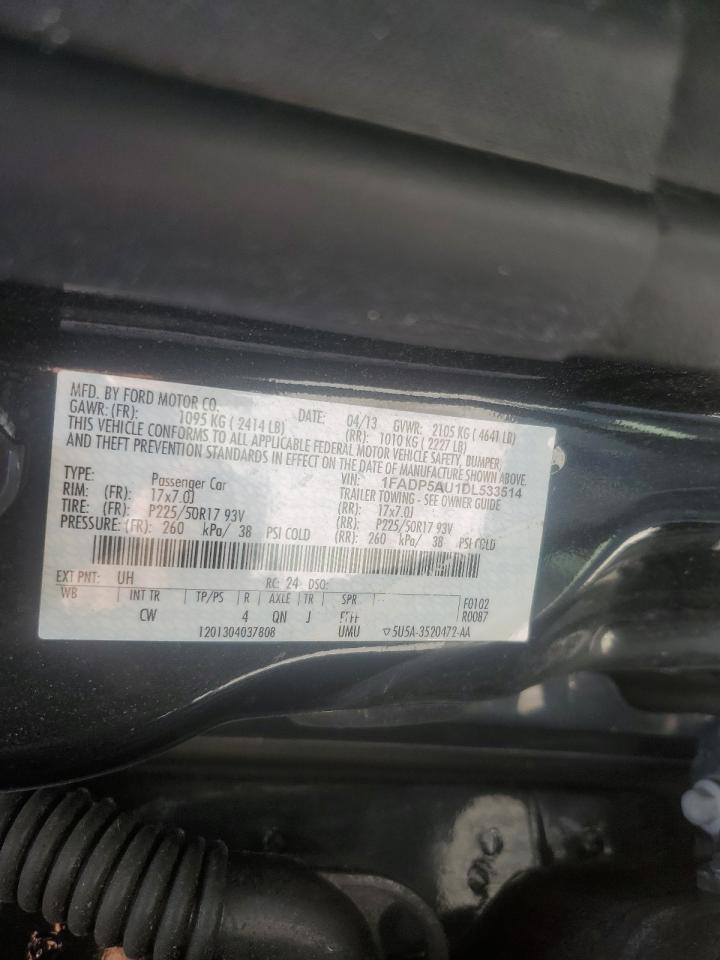 MFD. BY FORD MOTOR CO.
DATE: 04/13 GVWR: 2105 KG (4641 LB)
GAWR: (FR): 1095 KG ( 2414 LB) (RR): 1010 KG ( 2227 LB)
THIS VEHICLE CONFORMS TO ALL APPLICABLE FEDERAL MOTOR VEHICLE SAFETY, BUMPER,
AND THEFT PREVENTION STANDARDS IN EFFECT ON THE DATE OF MANUFACTURE SHOWN ABOVE.
VIN: 1FADP5AU1DL533514
TYPE: Passenger Car TRAILER TOWING - SEE OWNER GUIDE
RIM: (FR): 17x7.0J (RR): 17x7.0J
TIRE: (FR): P225/50R17 93V (RR): P225/50R17 93V
PRESSURE: (FR): 260 kPa/ 38 PSI COLD (RR): 260 kPa/ 38 PSI COLD
EXT PNT: UH RC: 24 DSO:
WB INT TR TP/PS R AXLE TR SPR F0102
CW 4 QN J R0087
1201304037808 UMU ▽5U5A-3520472-AA